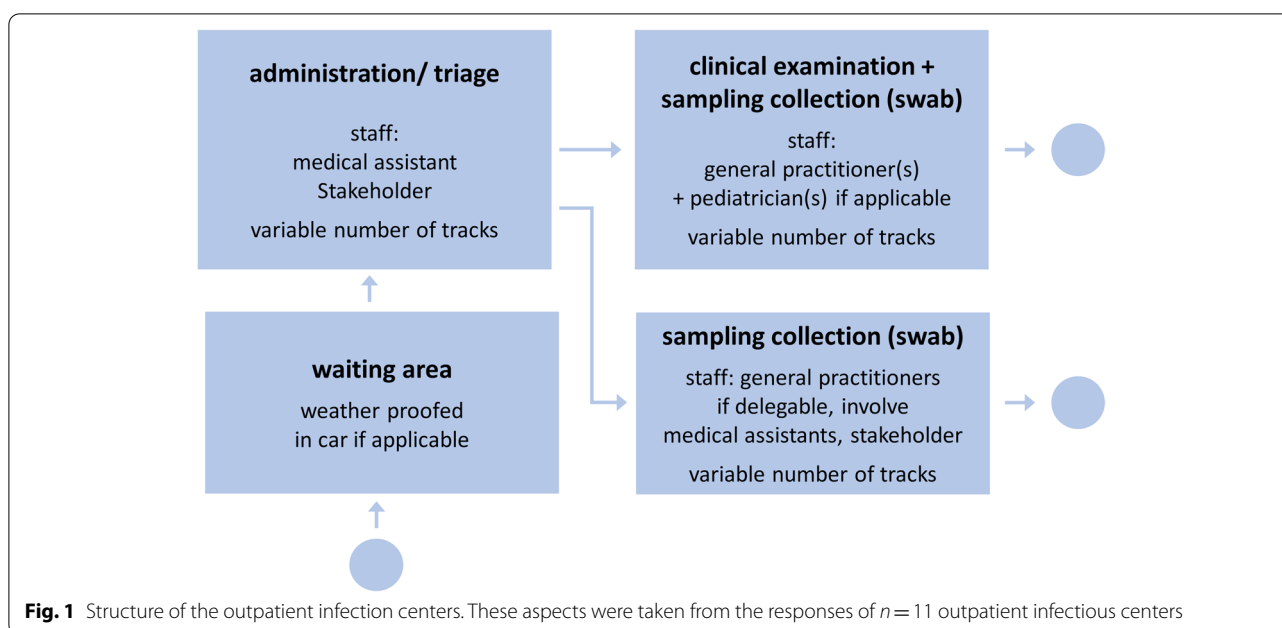 administration/ triage
staff:
medical assistant
Stakeholder
variable number of tracks
clinical examination +
sampling collection (swab)
staff:
general practitioner(s)
+ pediatrician(s) if applicable
variable number of tracks
waiting area
weather proofed
in car if applicable
sampling collection (swab)
staff: general practitioners
if delegable, involve
medical assistants, stakeholder
variable number of tracks
Fig. 1 Structure of the outpatient infection centers. These aspects were taken from the responses of n = 11 outpatient infectious centers